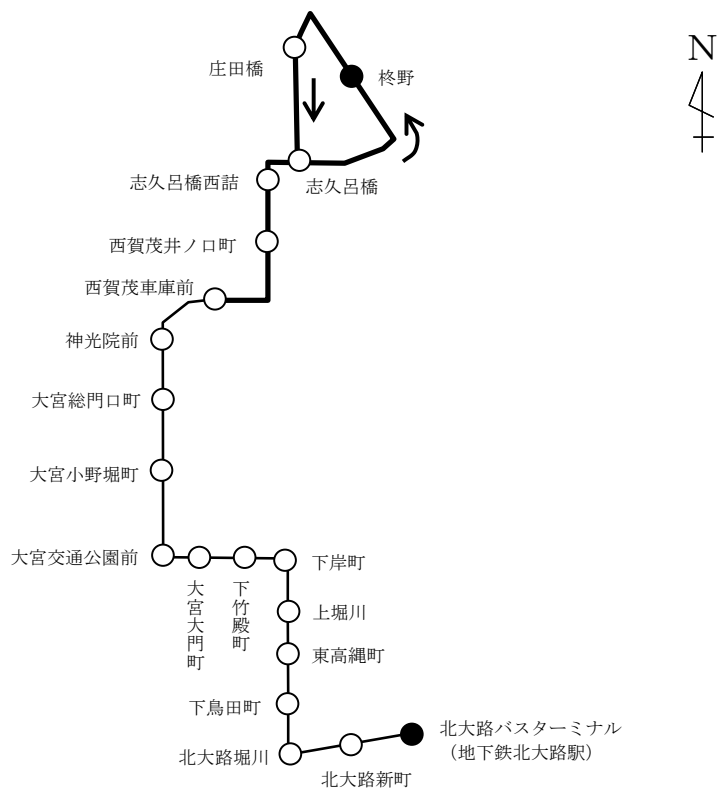 N
庄田橋
柊野
志久呂橋西詰
志久呂橋
西賀茂井ノ口町
西賀茂車庫前
神光院前
大宮総門口町
大宮小野堀町
大宮交通公園前
大宮大門町
下竹殿町
下岸町
上堀川
東高縄町
下鳥田町
北大路堀川
北大路新町
北大路バスターミナル
（地下鉄北大路駅）